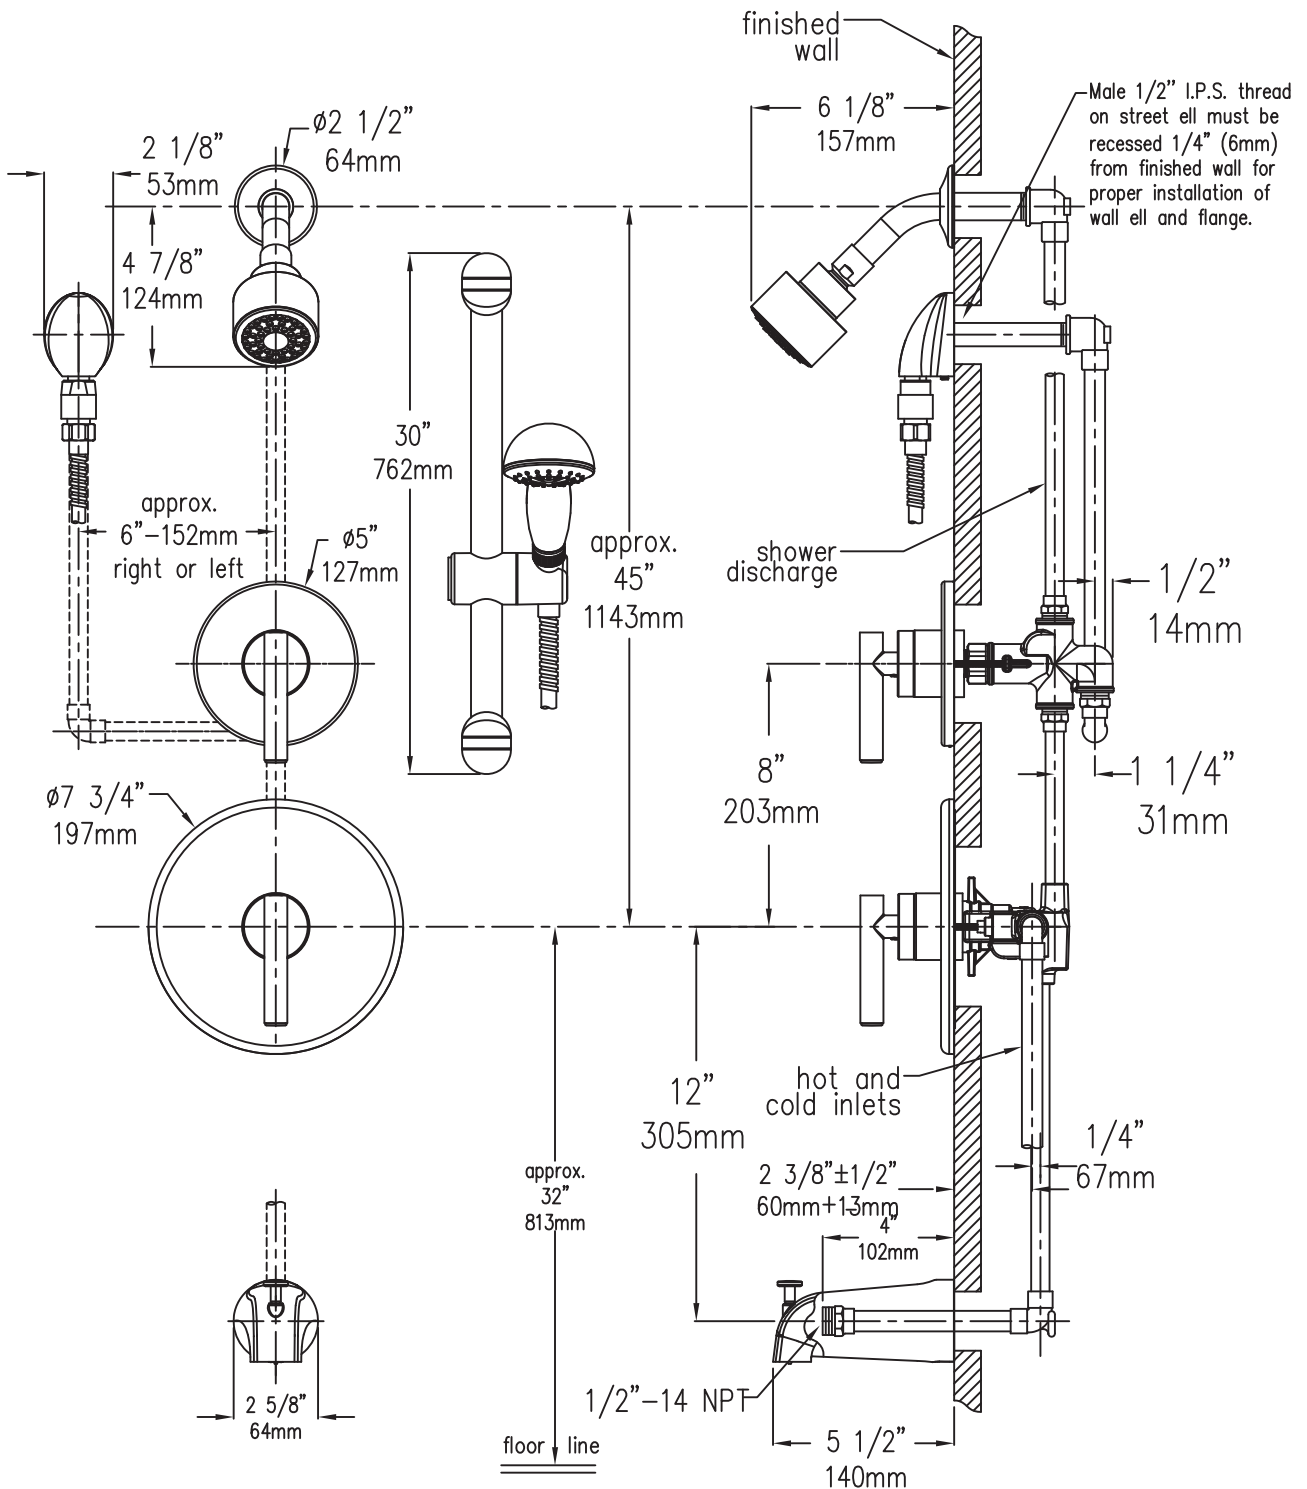 finished
wall
6 1/8"
157mm
Male 1/2" I.P.S. thread
on street ell must be
recessed 1/4" (6mm)
from finished wall for
proper installation of
wall ell and flange.
ø2 1/2"
64mm
2 1/8"
53mm
4 7/8"
124mm
30"
762mm
approx.
6"-152mm
right or left
ø5"
127mm
approx.
45"
1143mm
shower
discharge
1/2"
14mm
8"
203mm
1 1/4"
31mm
ø7 3/4"
197mm
hot and
cold inlets
12"
305mm
1/4"
67mm
2 3/8"±1/2"
60mm+13mm
-
4"
102mm
approx.
32"
813mm
1/2"-14 NPT
2 5/8"
64mm
floor line
5 1/2"
140mm